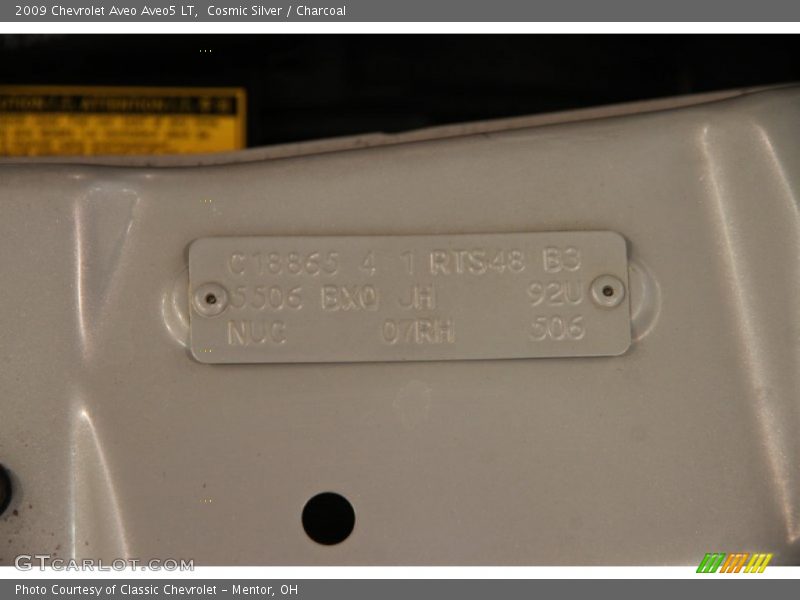 2009 Chevrolet Aveo Aveo5 LT,  Cosmic Silver / Charcoal
C18865 4 1 RTS48 B3
5506 BX0 JH 92U
NUC 07RH 506
GTCARLOT.COM
Photo Courtesy of Classic Chevrolet - Mentor, OH